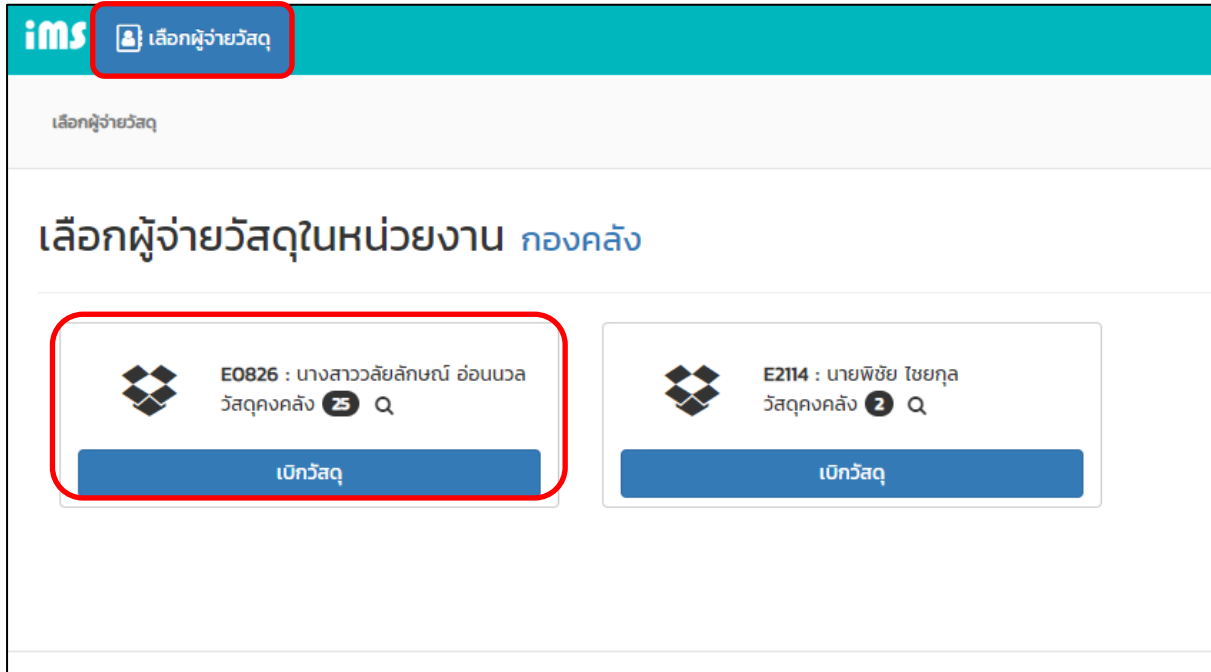 ims เลือกผู้จ่ายวัสดุ
เลือกผู้จ่ายวัสดุ
เลือกผู้จ่ายวัสดุในหน่วยงาน กองคลัง
E0826 : นางสาววลัยลักษณ์ อ่อนนวล
วัสดุคงคลัง 25
เบิกวัสดุ
E2114 : นายพิชัย ไชยกุล
วัสดุคงคลัง 2
เบิกวัสดุ